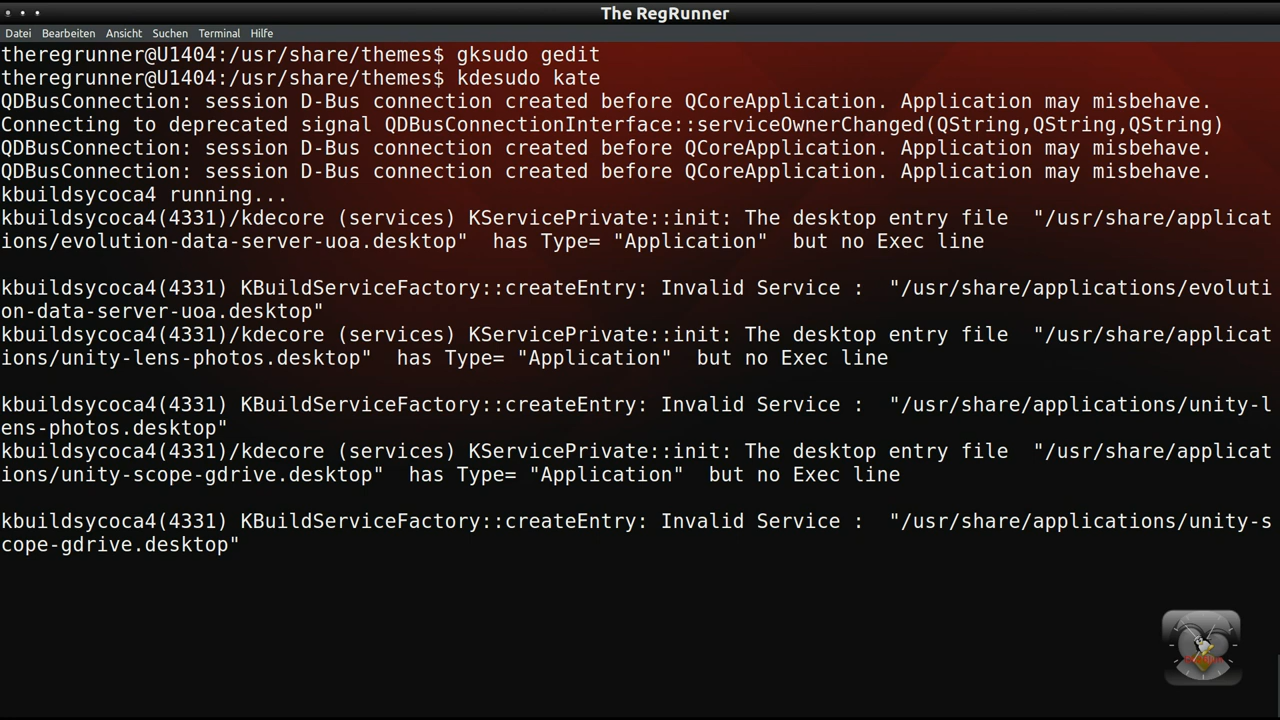 The RegRunner
Datei Bearbeiten Ansicht Suchen Terminal Hilfe
theregrunner@U1404:/usr/share/themes$ gksudo gedit
theregrunner@U1404:/usr/share/themes$ kdesudo kate
QDBusConnection: session D-Bus connection created before QCoreApplication. Application may misbehave.
Connecting to deprecated signal QDBusConnectionInterface::serviceOwnerChanged(QString,QString,QString)
QDBusConnection: session D-Bus connection created before QCoreApplication. Application may misbehave.
QDBusConnection: session D-Bus connection created before QCoreApplication. Application may misbehave.
kbuildsycoca4 running...
kbuildsycoca4(4331)/kdecore (services) KServicePrivate::init: The desktop entry file  "/usr/share/applicat
ions/evolution-data-server-uoa.desktop"  has Type= "Application"  but no Exec line
kbuildsycoca4(4331) KBuildServiceFactory::createEntry: Invalid Service :  "/usr/share/applications/evoluti
on-data-server-uoa.desktop"
kbuildsycoca4(4331)/kdecore (services) KServicePrivate::init: The desktop entry file  "/usr/share/applicat
ions/unity-lens-photos.desktop"  has Type= "Application"  but no Exec line
kbuildsycoca4(4331) KBuildServiceFactory::createEntry: Invalid Service :  "/usr/share/applications/unity-l
ens-photos.desktop"
kbuildsycoca4(4331)/kdecore (services) KServicePrivate::init: The desktop entry file  "/usr/share/applicat
ions/unity-scope-gdrive.desktop"  has Type= "Application"  but no Exec line
kbuildsycoca4(4331) KBuildServiceFactory::createEntry: Invalid Service :  "/usr/share/applications/unity-s
cope-gdrive.desktop"